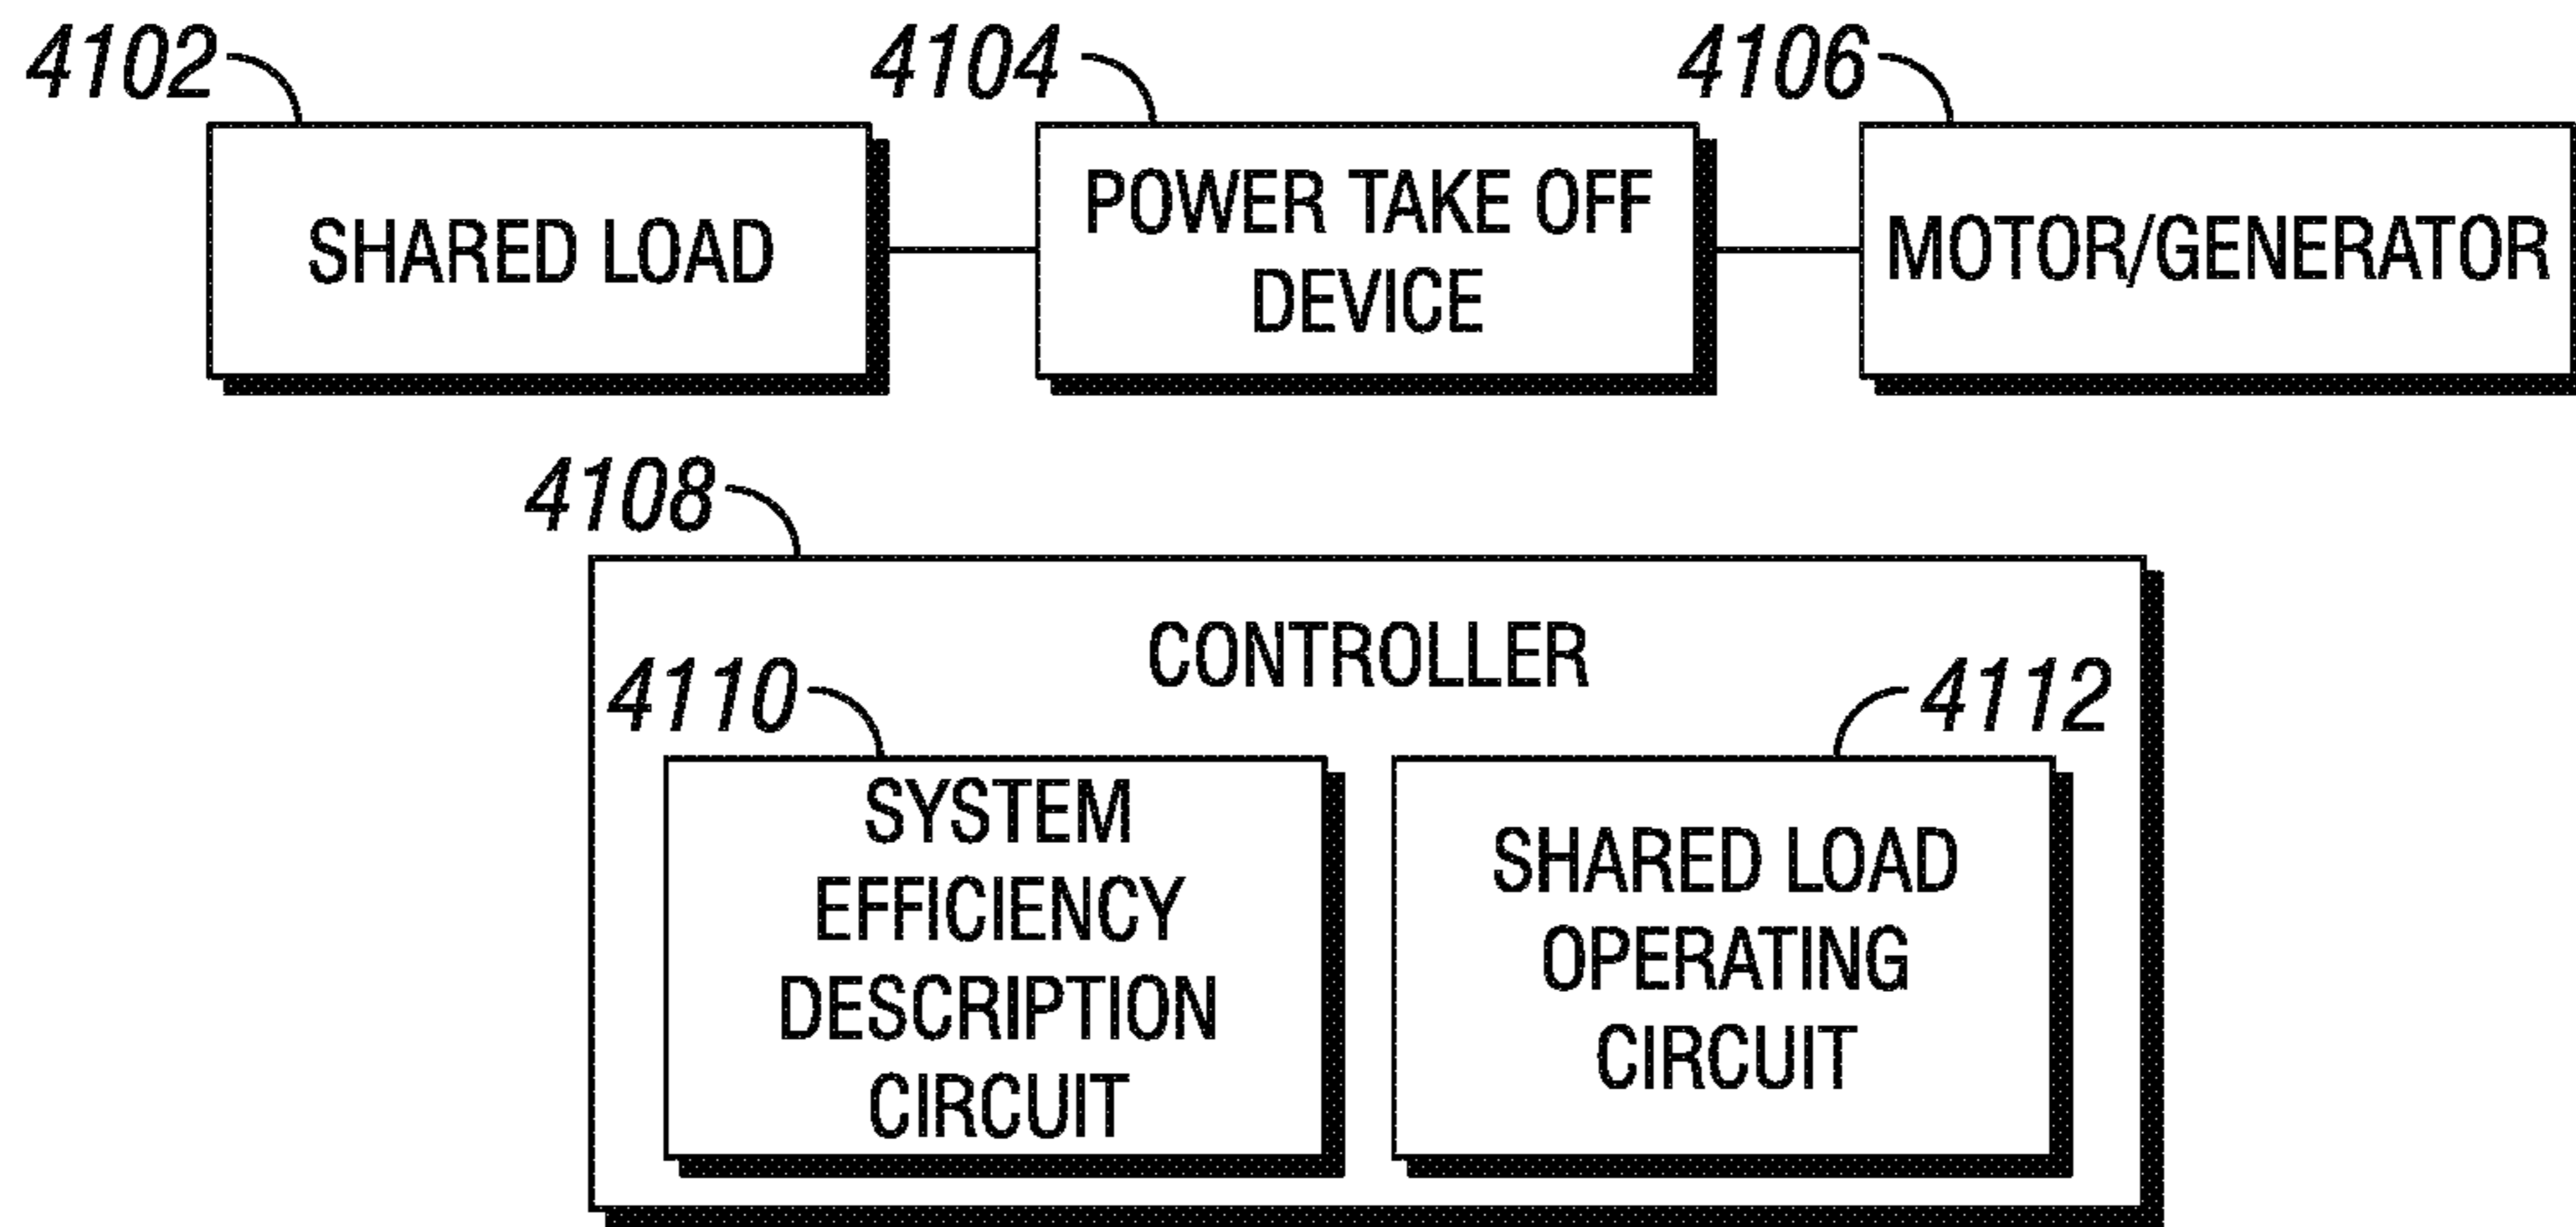 4102
4104
4106
SHARED LOAD
POWER TAKE OFF
DEVICE
MOTOR/GENERATOR
4108
CONTROLLER
4110
4112
SYSTEM
EFFICIENCY
DESCRIPTION
CIRCUIT
SHARED LOAD
OPERATING
CIRCUIT